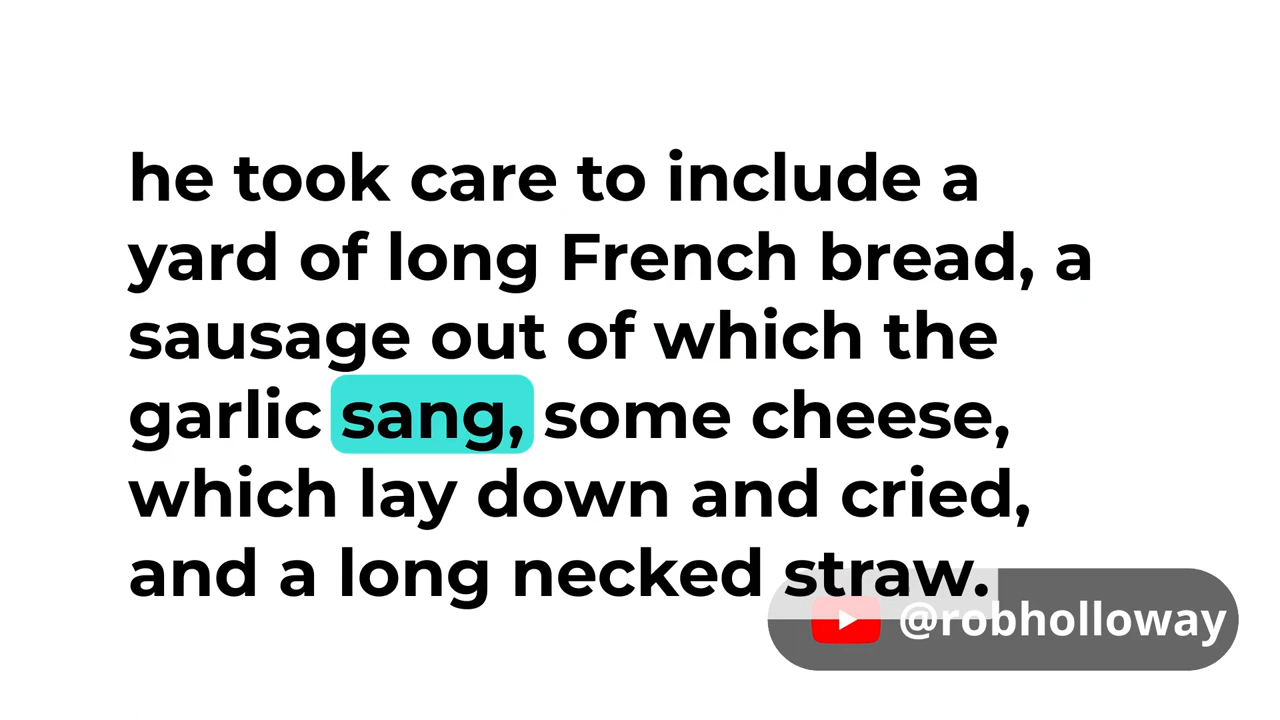 he took care to include a
yard of long French bread, a
sausage out of which the
garlic sang, some cheese,
which lay down and cried,
and a long necked straw.
@robholloway